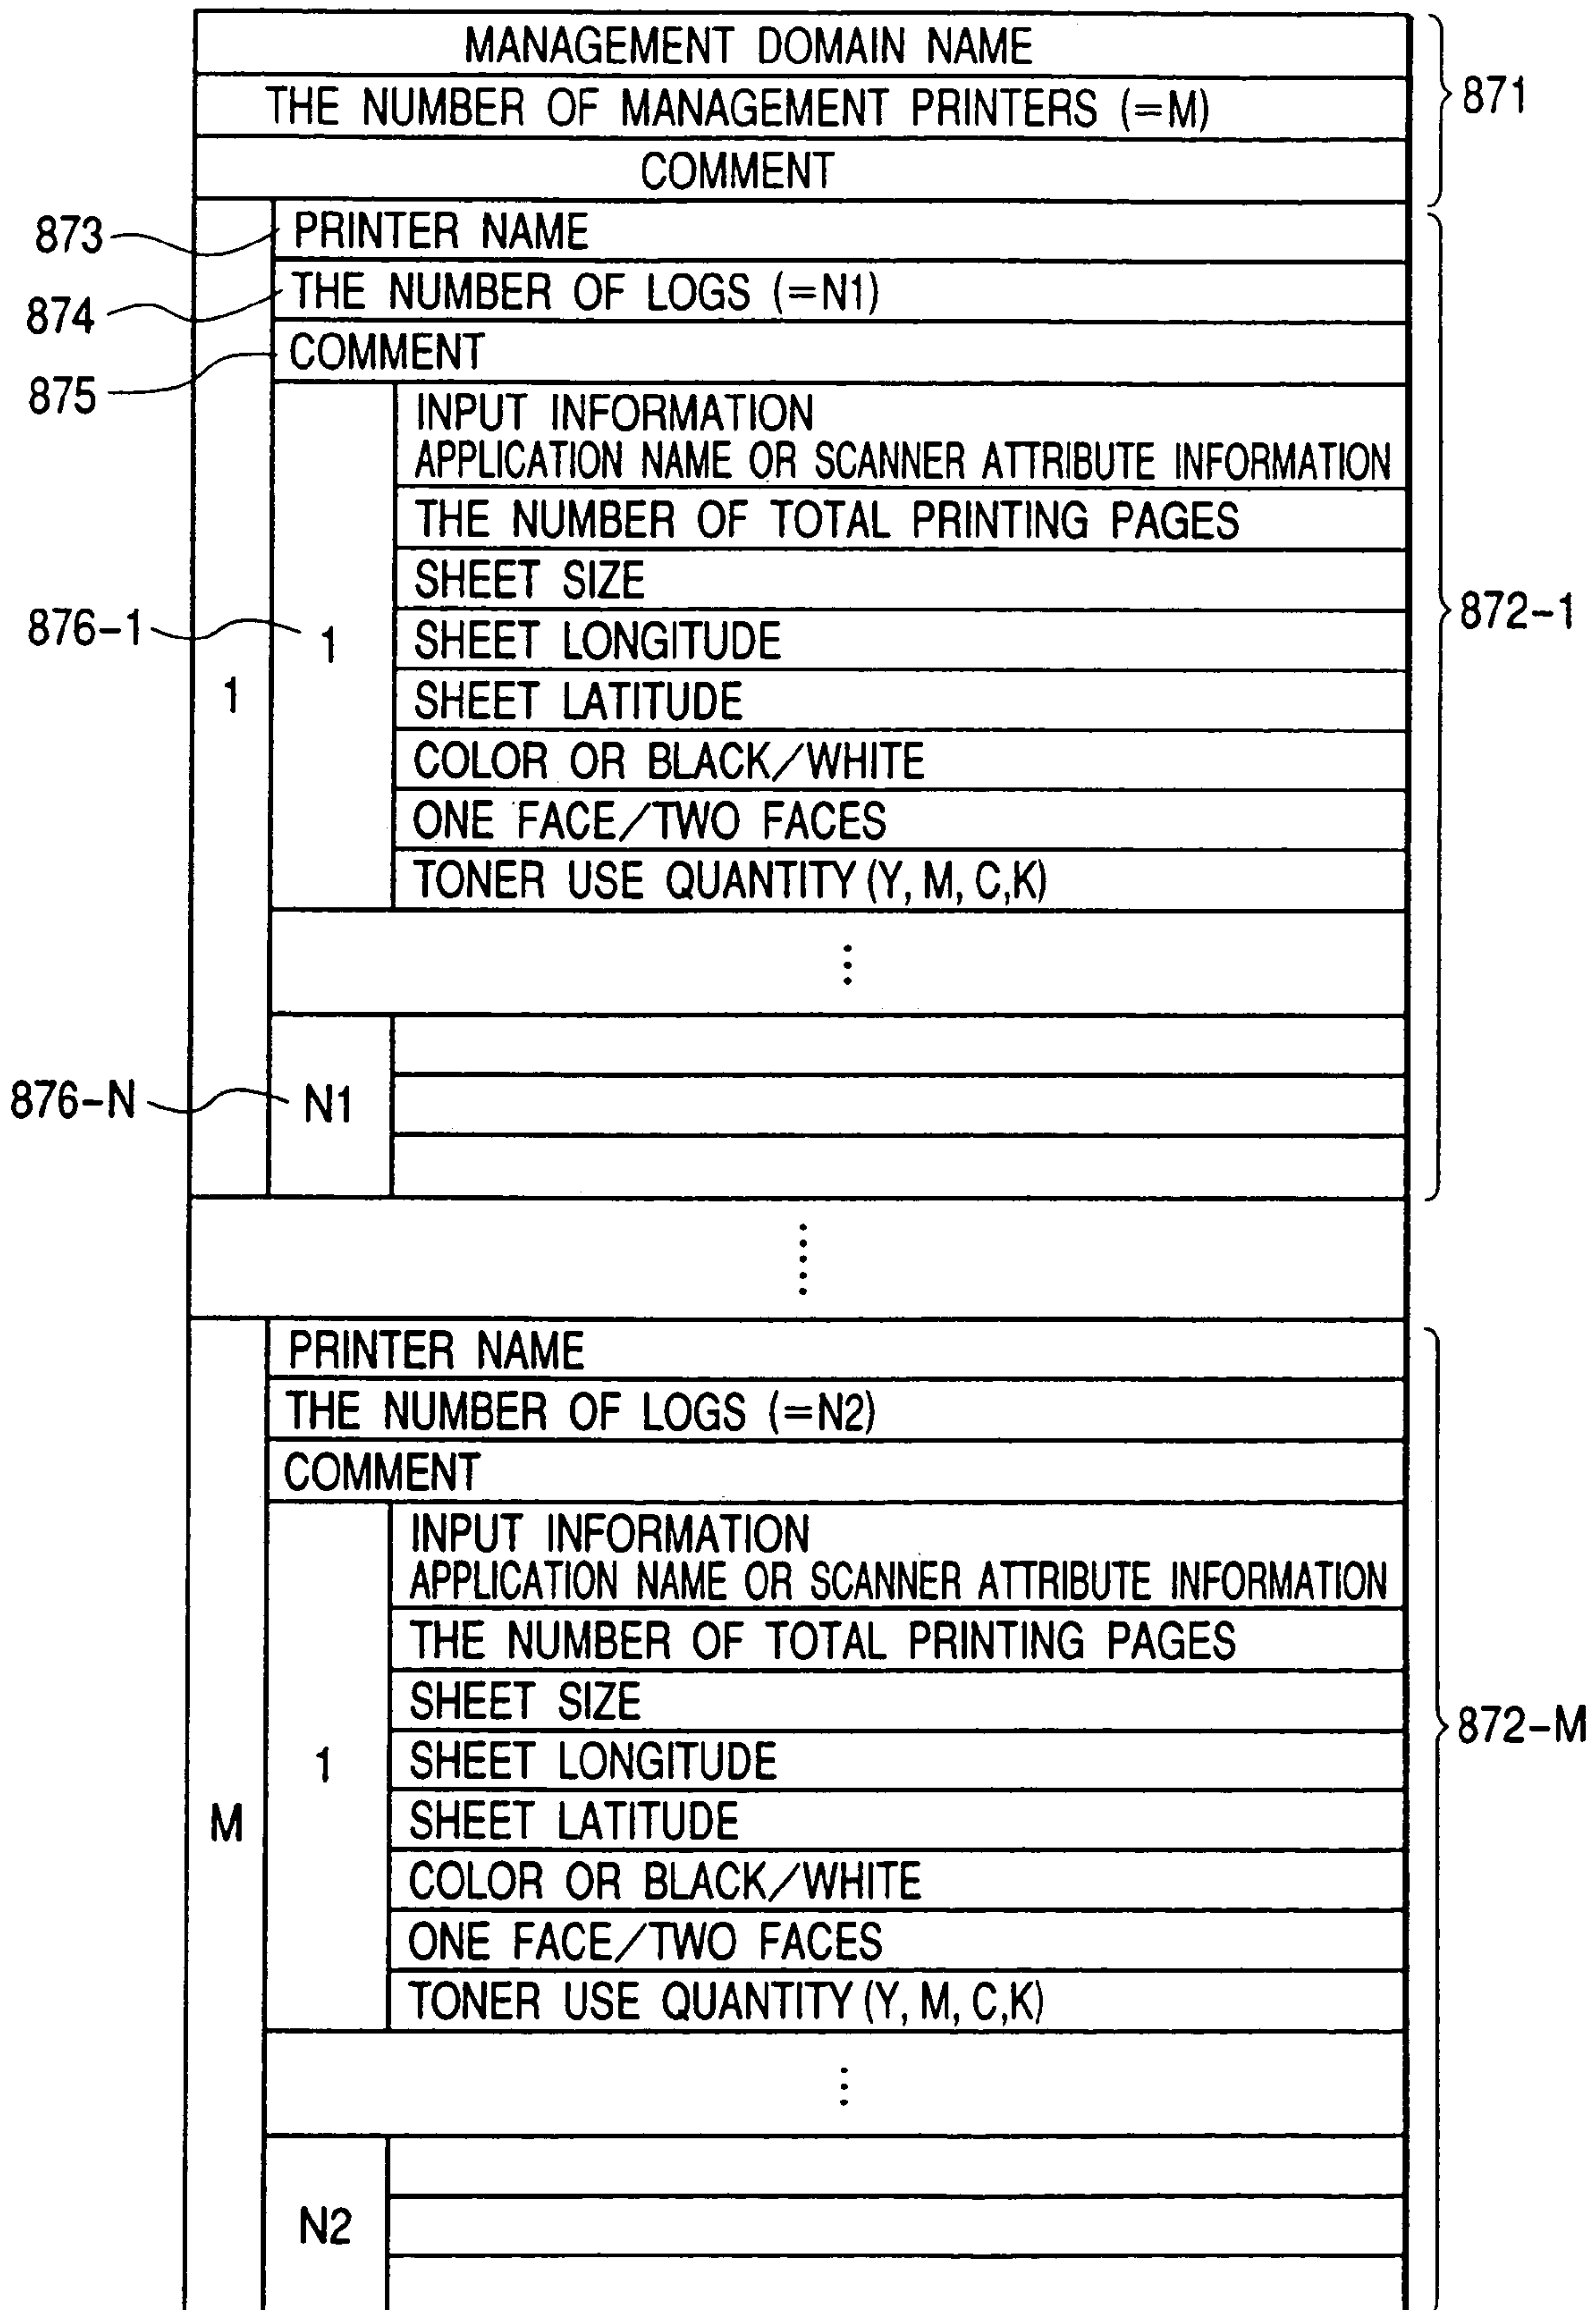 MANAGEMENT DOMAIN NAME
THE NUMBER OF MANAGEMENT PRINTERS (=M)
COMMENT
871
873
PRINTER NAME
874
THE NUMBER OF LOGS (=N1)
875
COMMENT
INPUT INFORMATION
APPLICATION NAME OR SCANNER ATTRIBUTE INFORMATION
THE NUMBER OF TOTAL PRINTING PAGES
SHEET SIZE
876-1
1
SHEET LONGITUDE
872-1
1
SHEET LATITUDE
COLOR OR BLACK/WHITE
ONE FACE/TWO FACES
TONER USE QUANTITY (Y, M, C,K)
876-N
N1
PRINTER NAME
THE NUMBER OF LOGS (=N2)
COMMENT
INPUT INFORMATION
APPLICATION NAME OR SCANNER ATTRIBUTE INFORMATION
THE NUMBER OF TOTAL PRINTING PAGES
SHEET SIZE
872-M
1
SHEET LONGITUDE
M
SHEET LATITUDE
COLOR OR BLACK/WHITE
ONE FACE/TWO FACES
TONER USE QUANTITY (Y, M, C,K)
N2